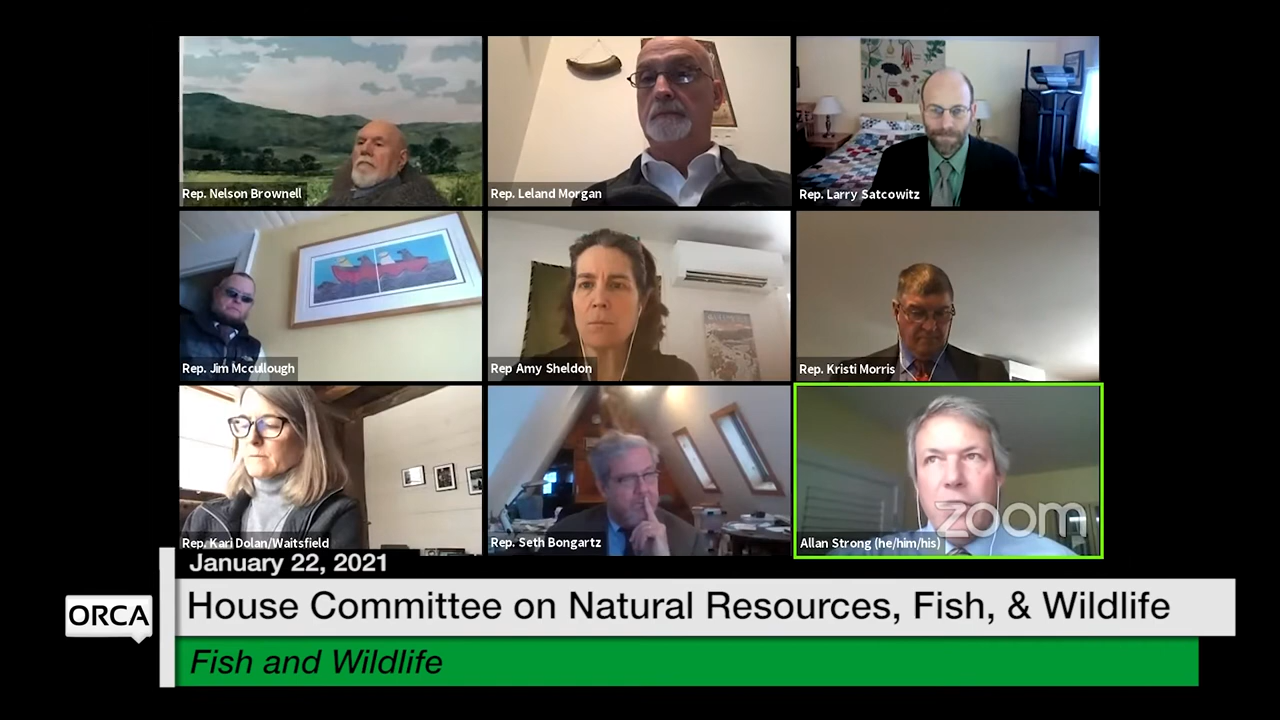 Rep. Nelson Brownell
Rep. Leland Morgan
Rep. Larry Satcowitz
Rep. Jim Mccullough
Rep Amy Sheldon
Rep. Kristi Morris
Rep. Kari Dolan/Waitsfield
Rep. Seth Bongartz
zoom
Allan Strong (he/him/his)
January 22, 2021
ORCA
House Committee on Natural Resources, Fish, & Wildlife
Fish and Wildlife